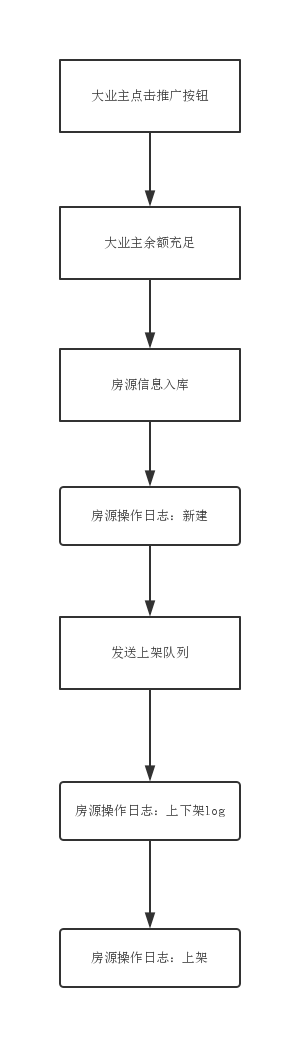 大业主点击推广按钮
大业主余额充足
房源信息入库
房源操作日志：新建
发送上架队列
房源操作日志：上下架log
房源操作日志：上架